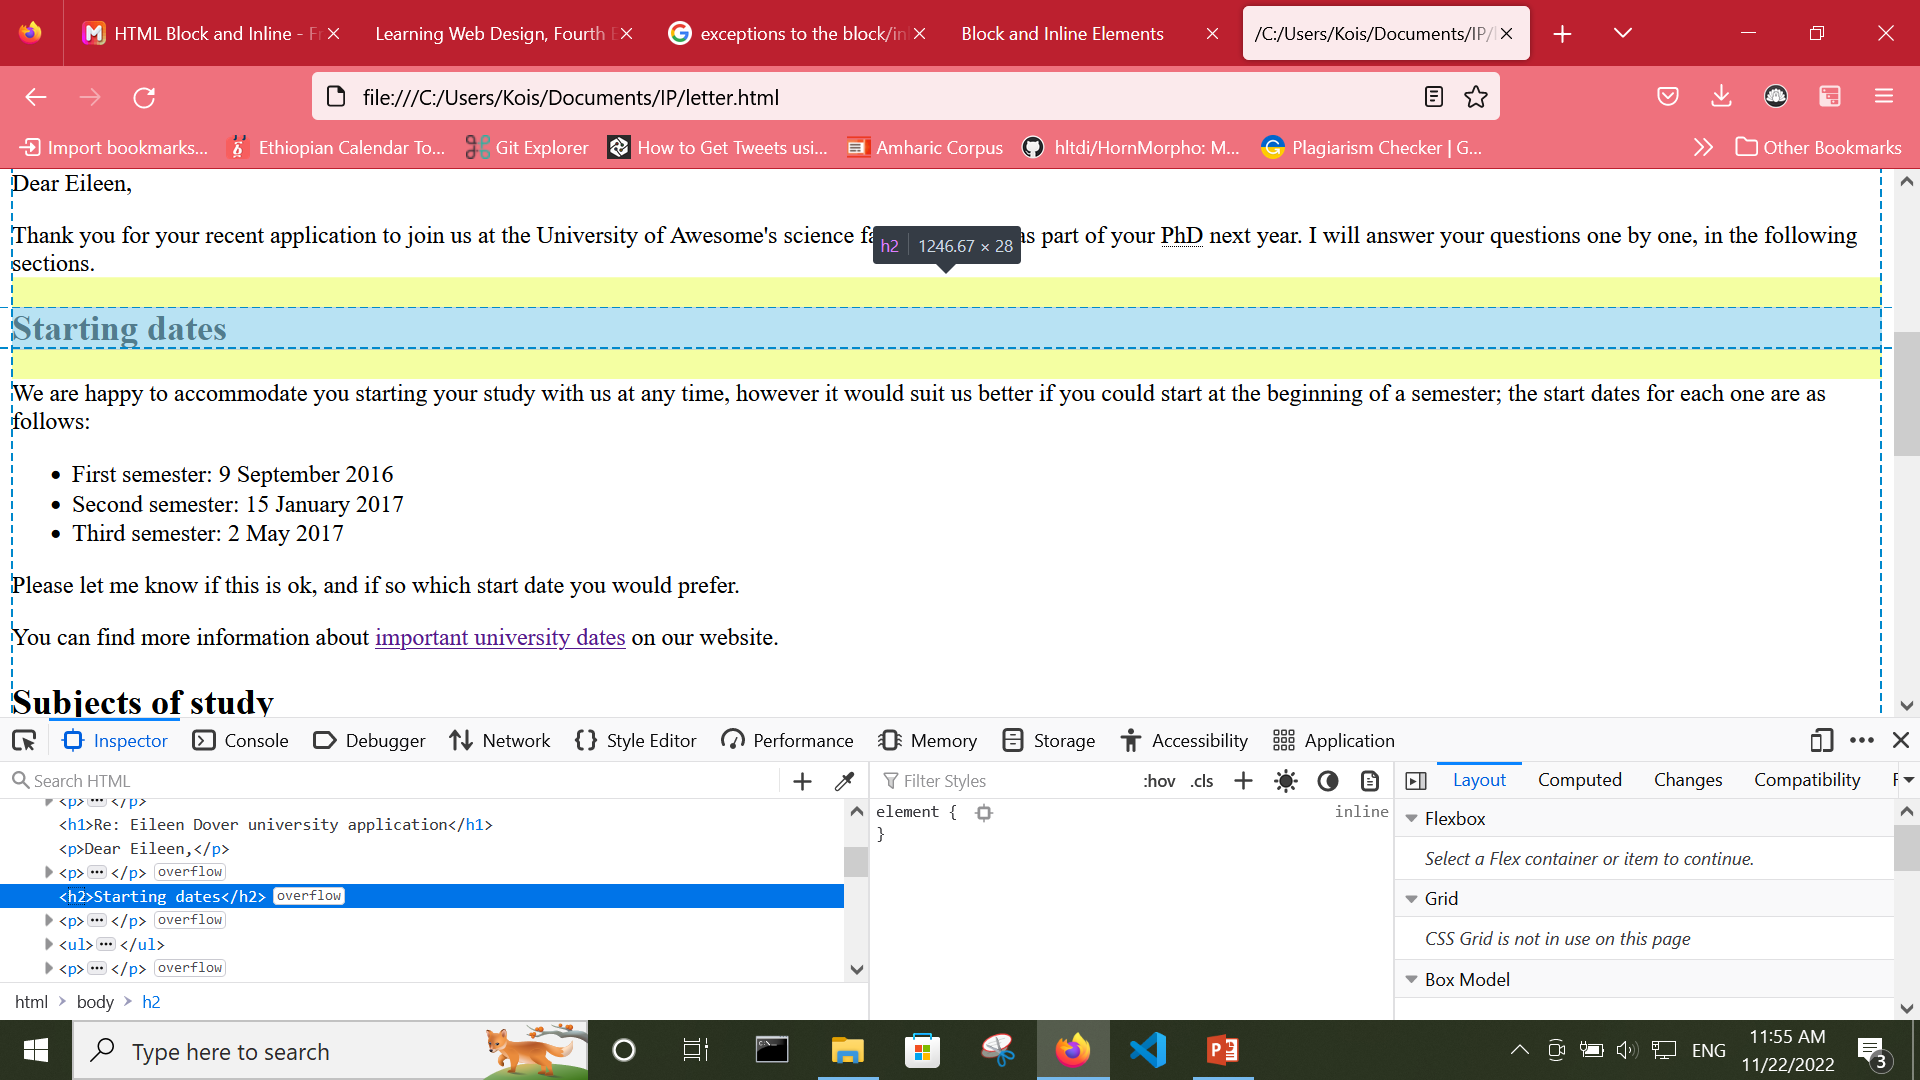 HTML Block and Inline - Fr
Learning Web Design, Fourth E
exceptions to the block/inl
Block and Inline Elements
/C:/Users/Kois/Documents/IP/l
file:///C:/Users/Kois/Documents/IP/letter.html
Import bookmarks...
Ethiopian Calendar To...
Git Explorer
How to Get Tweets usi...
Amharic Corpus
hltdi/HornMorpho: M...
Plagiarism Checker | G...
Other Bookmarks
Dear Eileen,
Thank you for your recent application to join us at the University of Awesome's science fa as part of your PhD next year. I will answer your questions one by one, in the following
sections.
h2 1246.67 × 28
Starting dates
We are happy to accommodate you starting your study with us at any time, however it would suit us better if you could start at the beginning of a semester; the start dates for each one are as
follows:
• First semester: 9 September 2016
• Second semester: 15 January 2017
• Third semester: 2 May 2017
Please let me know if this is ok, and if so which start date you would prefer.
You can find more information about important university dates on our website.
Subjects of study
Inspector Console Debugger Network Style Editor Performance Memory Storage Accessibility Application
Search HTML
Filter Styles
:hov .cls
Layout Computed Changes Compatibility
<p>…</p>
<h1>Re: Eileen Dover university application</h1>
<p>Dear Eileen,</p>
<p>…</p> overflow
<h2>Starting dates</h2> overflow
<p>…</p> overflow
<ul>…</ul>
<p>…</p> overflow
html > body > h2
element { inline
}
Flexbox
Select a Flex container or item to continue.
Grid
CSS Grid is not in use on this page
Box Model
Type here to search
ENG
11:55 AM
11/22/2022
3